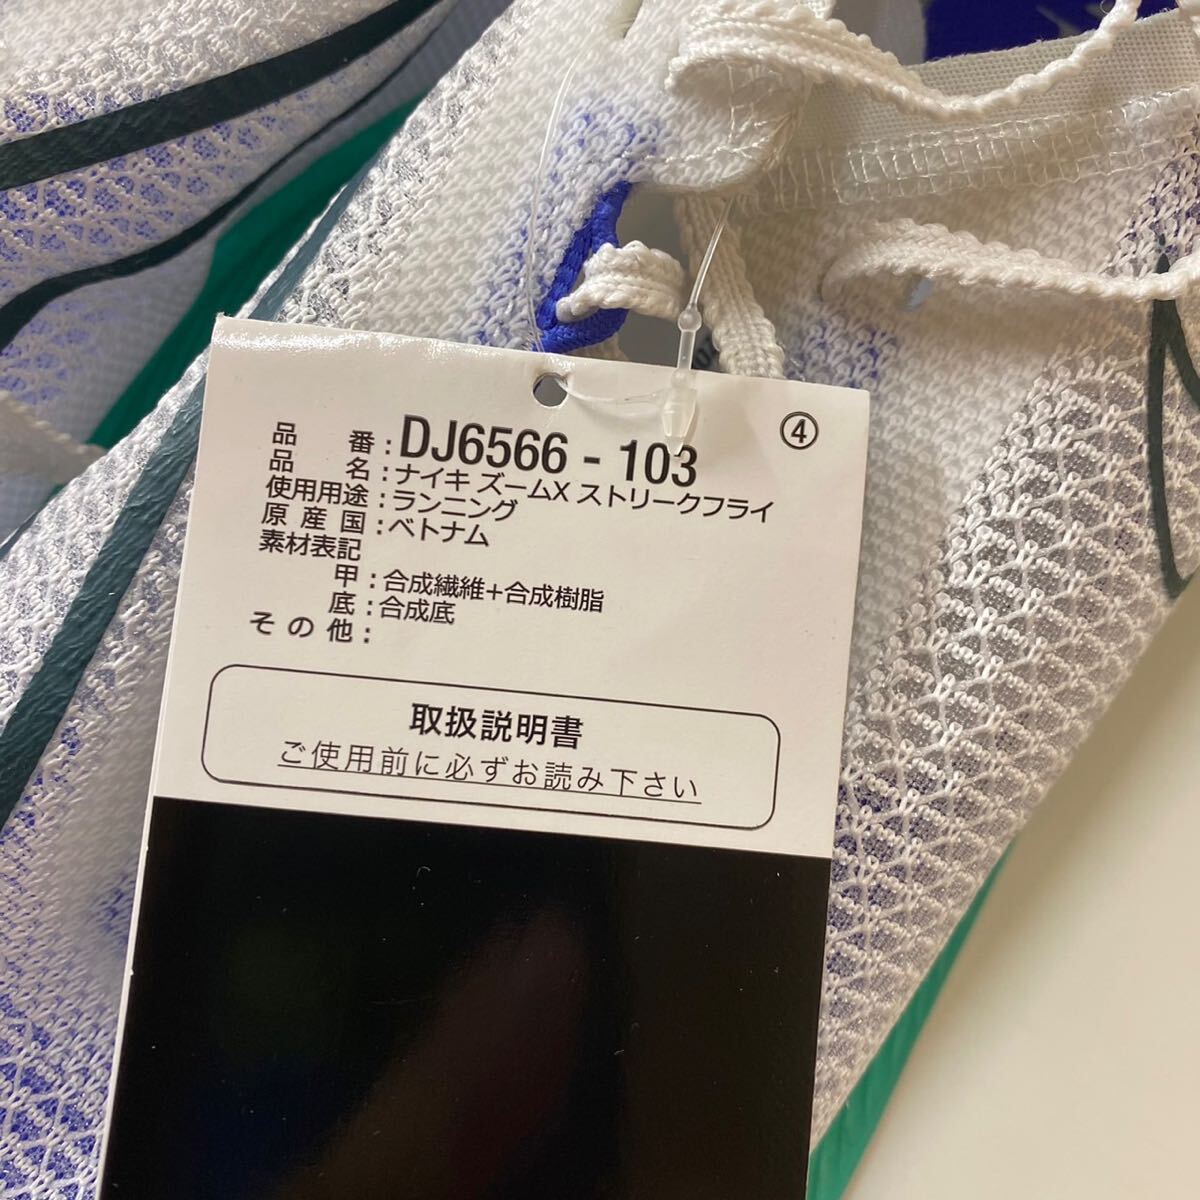 ④
品番:DJ6566-103
品名:ナイキ ズームX ストリークフライ
使用用途:ランニング
原産国:ベトナム
素材表記
甲:合成繊維+合成樹脂
底:合成底
その他:
取扱説明書
ご使用前に必ずお読み下さい